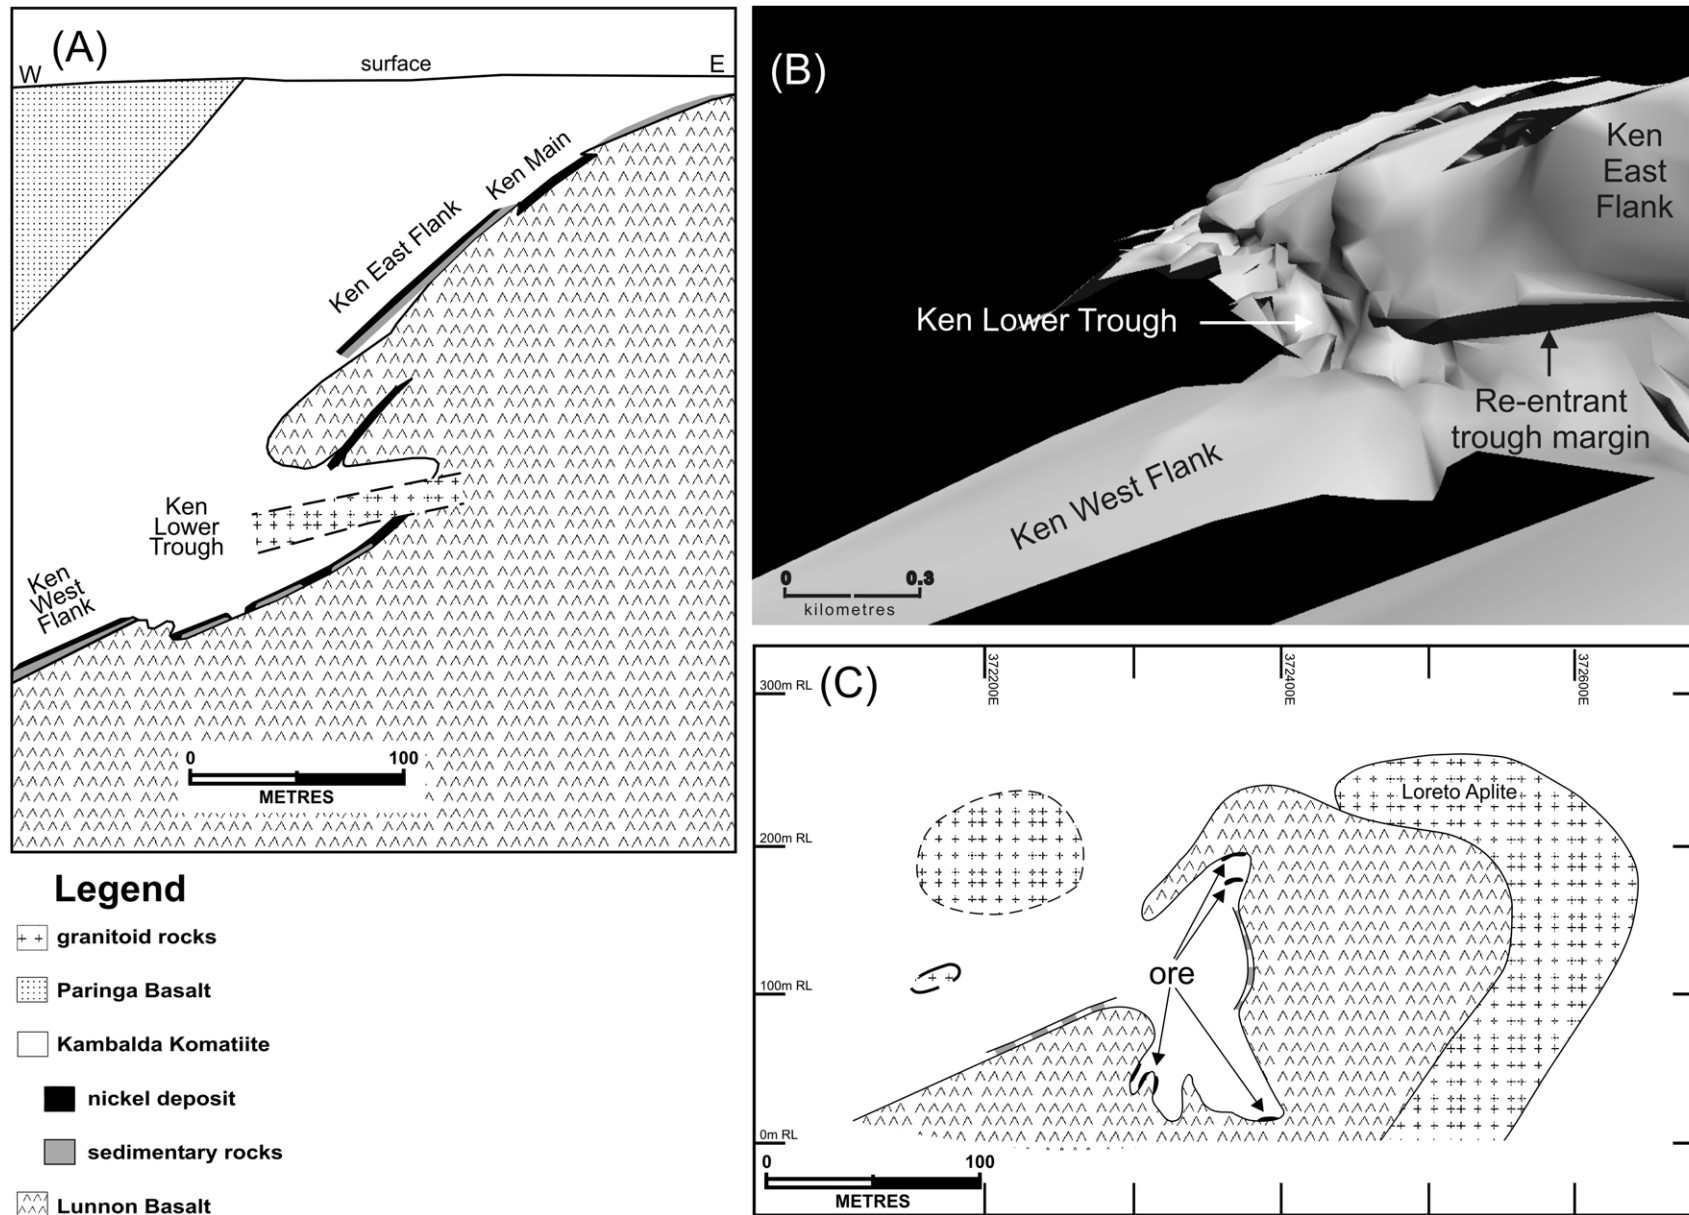 (A)
W
surface
E
Ken Main
Ken East Flank
Ken
Lower
Trough
Ken
West
Flank
0
100
METRES
Legend
granitoid rocks
Paringa Basalt
Kambalda Komatiite
nickel deposit
sedimentary rocks
Lunnon Basalt
(B)
Ken
East
Flank
Ken Lower Trough
Re-entrant
trough margin
Ken West Flank
0
0.3
kilometres
(C)
372200E
372400E
372600E
300m RL
200m RL
100m RL
0m RL
Loreto Aplite
ore
0
100
METRES